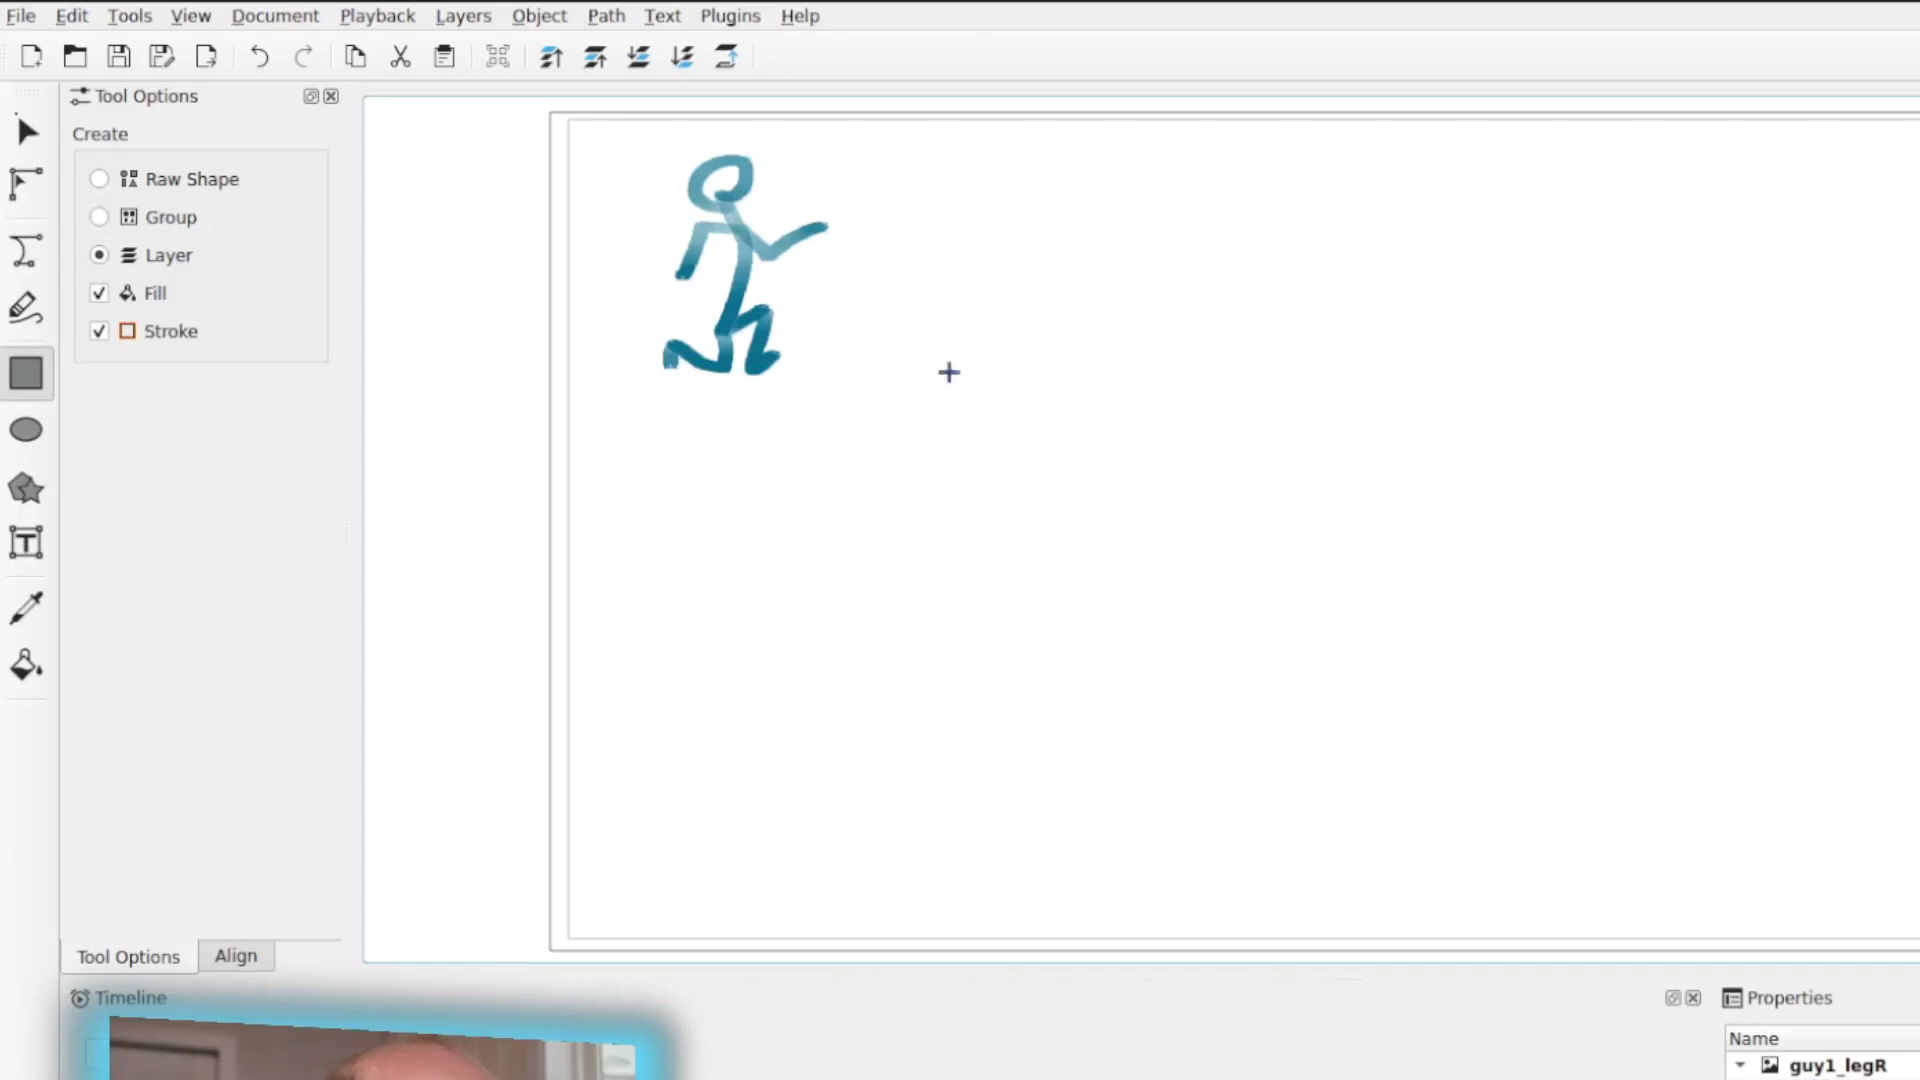 File Edit Tools View Document Playback Layers Object Path Text Plugins Help
Tool Options
Create
Raw Shape
Group
Layer
Fill
Stroke
Tool Options Align
Timeline
Properties
Name
guy1_legR